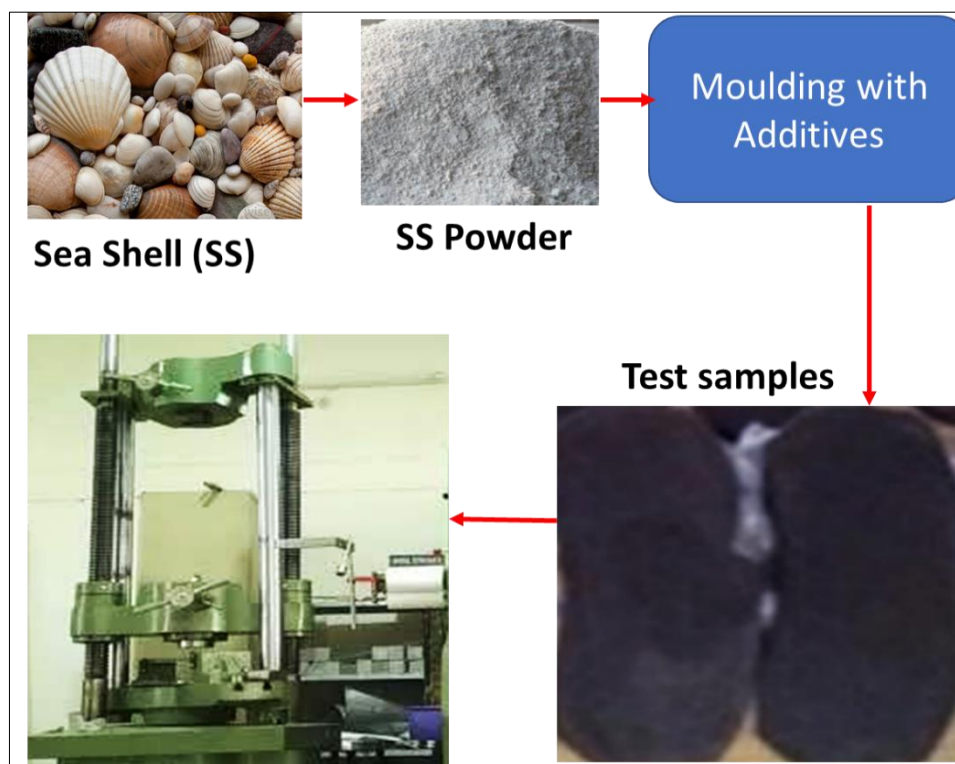 Sea Shell (SS)
SS Powder
Moulding with
Additives
Test samples